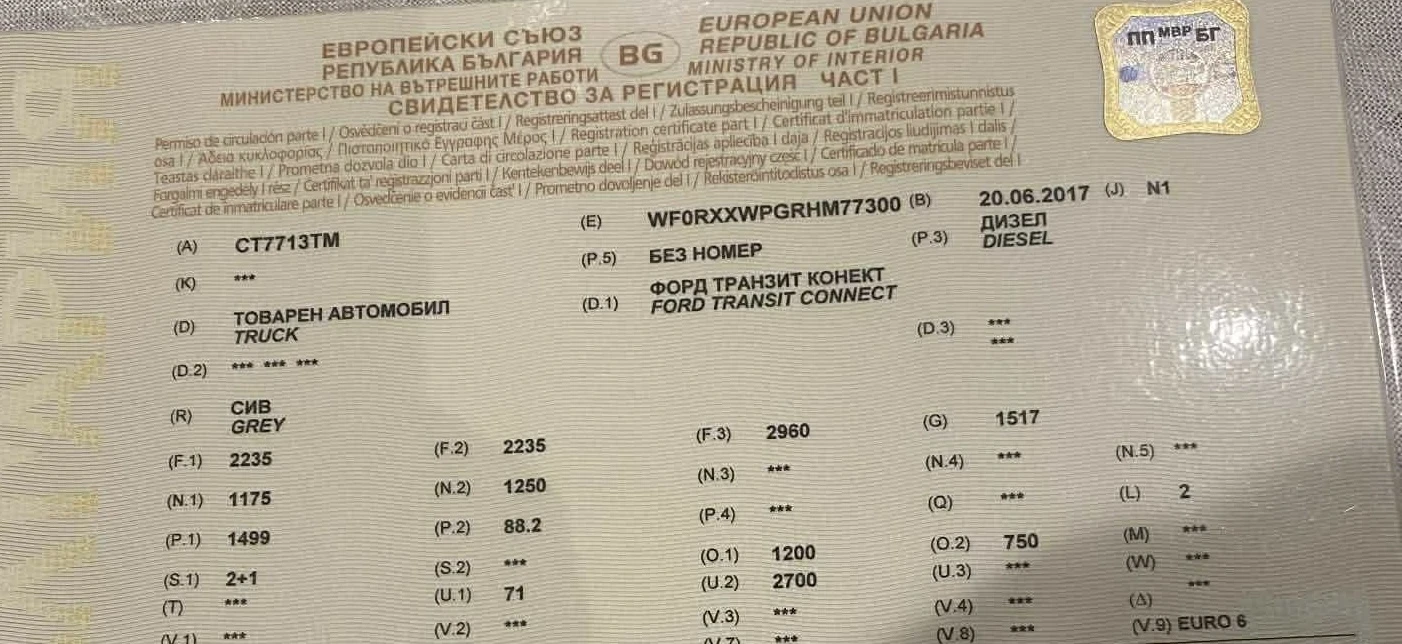 ЕВРОПЕЙСКИ СЪЮЗ
РЕПУБЛИКА БЪЛГАРИЯ
МИНИСТЕРСТВО НА ВЪТРЕШНИТЕ РАБОТИ
BG
EUROPEAN UNION
REPUBLIC OF BULGARIA
MINISTRY OF INTERIOR
СВИДЕТЕЛСТВО ЗА РЕГИСТРАЦИЯ ЧАСТ I
ПП МВР БГ
Permiso de circulación parte I / Osvědčení o registraci část I / Registreringsattest del I / Zulassungsbescheinigung teil I / Registreerimistunnistus
osa I / Άδεια κυκλοφορίας / Πιστοποιητικό Εγγραφής Μέρος I / Registration certificate part I / Certificat d'immatriculation partie I /
Teastas cláraithe I / Prometna dozvola dio I / Carta di circolazione parte I / Reģistrācijas apliecība I daļa / Registracijos liudijimas I dalis /
Forgalmi engedély I rész / Ċertifikat ta' reġistrazzjoni parti I / Kentekenbewijs deel I / Dowód rejestracyjny część I / Certificado de matrícula parte I /
Certificat de înmatriculare parte I / Osvedčenie o evidencii časť I / Prometno dovoljenje del I / Rekisteröintitodistus osa I / Registreringsbeviset del I
(A) CT7713TM (E) WF0RXXWPGRHM77300 (B) 20.06.2017 (J) N1
(K) *** (P.5) БЕЗ НОМЕР (P.3) ДИЗЕЛ
DIESEL
(D) ТОВАРЕН АВТОМОБИЛ
TRUCK
(D.1) ФОРД ТРАНЗИТ КОНЕКТ
FORD TRANSIT CONNECT
(D.2) *** *** *** (D.3) ***
***
(R) СИВ
GREY
(F.1) 2235 (F.2) 2235 (F.3) 2960 (G) 1517
(N.1) 1175 (N.2) 1250 (N.3) *** (N.4) *** (N.5) ***
(P.1) 1499 (P.2) 88.2 (P.4) *** (Q) *** (L) 2
(S.1) 2+1 (S.2) *** (O.1) 1200 (O.2) 750 (M) ***
(T) *** (U.1) 71 (U.2) 2700 (U.3) *** (W) ***
(Δ) ***
(V.1) *** (V.2) *** (V.3) *** (V.4) *** (V.9) EURO 6
(V.7) *** (V.8) ***